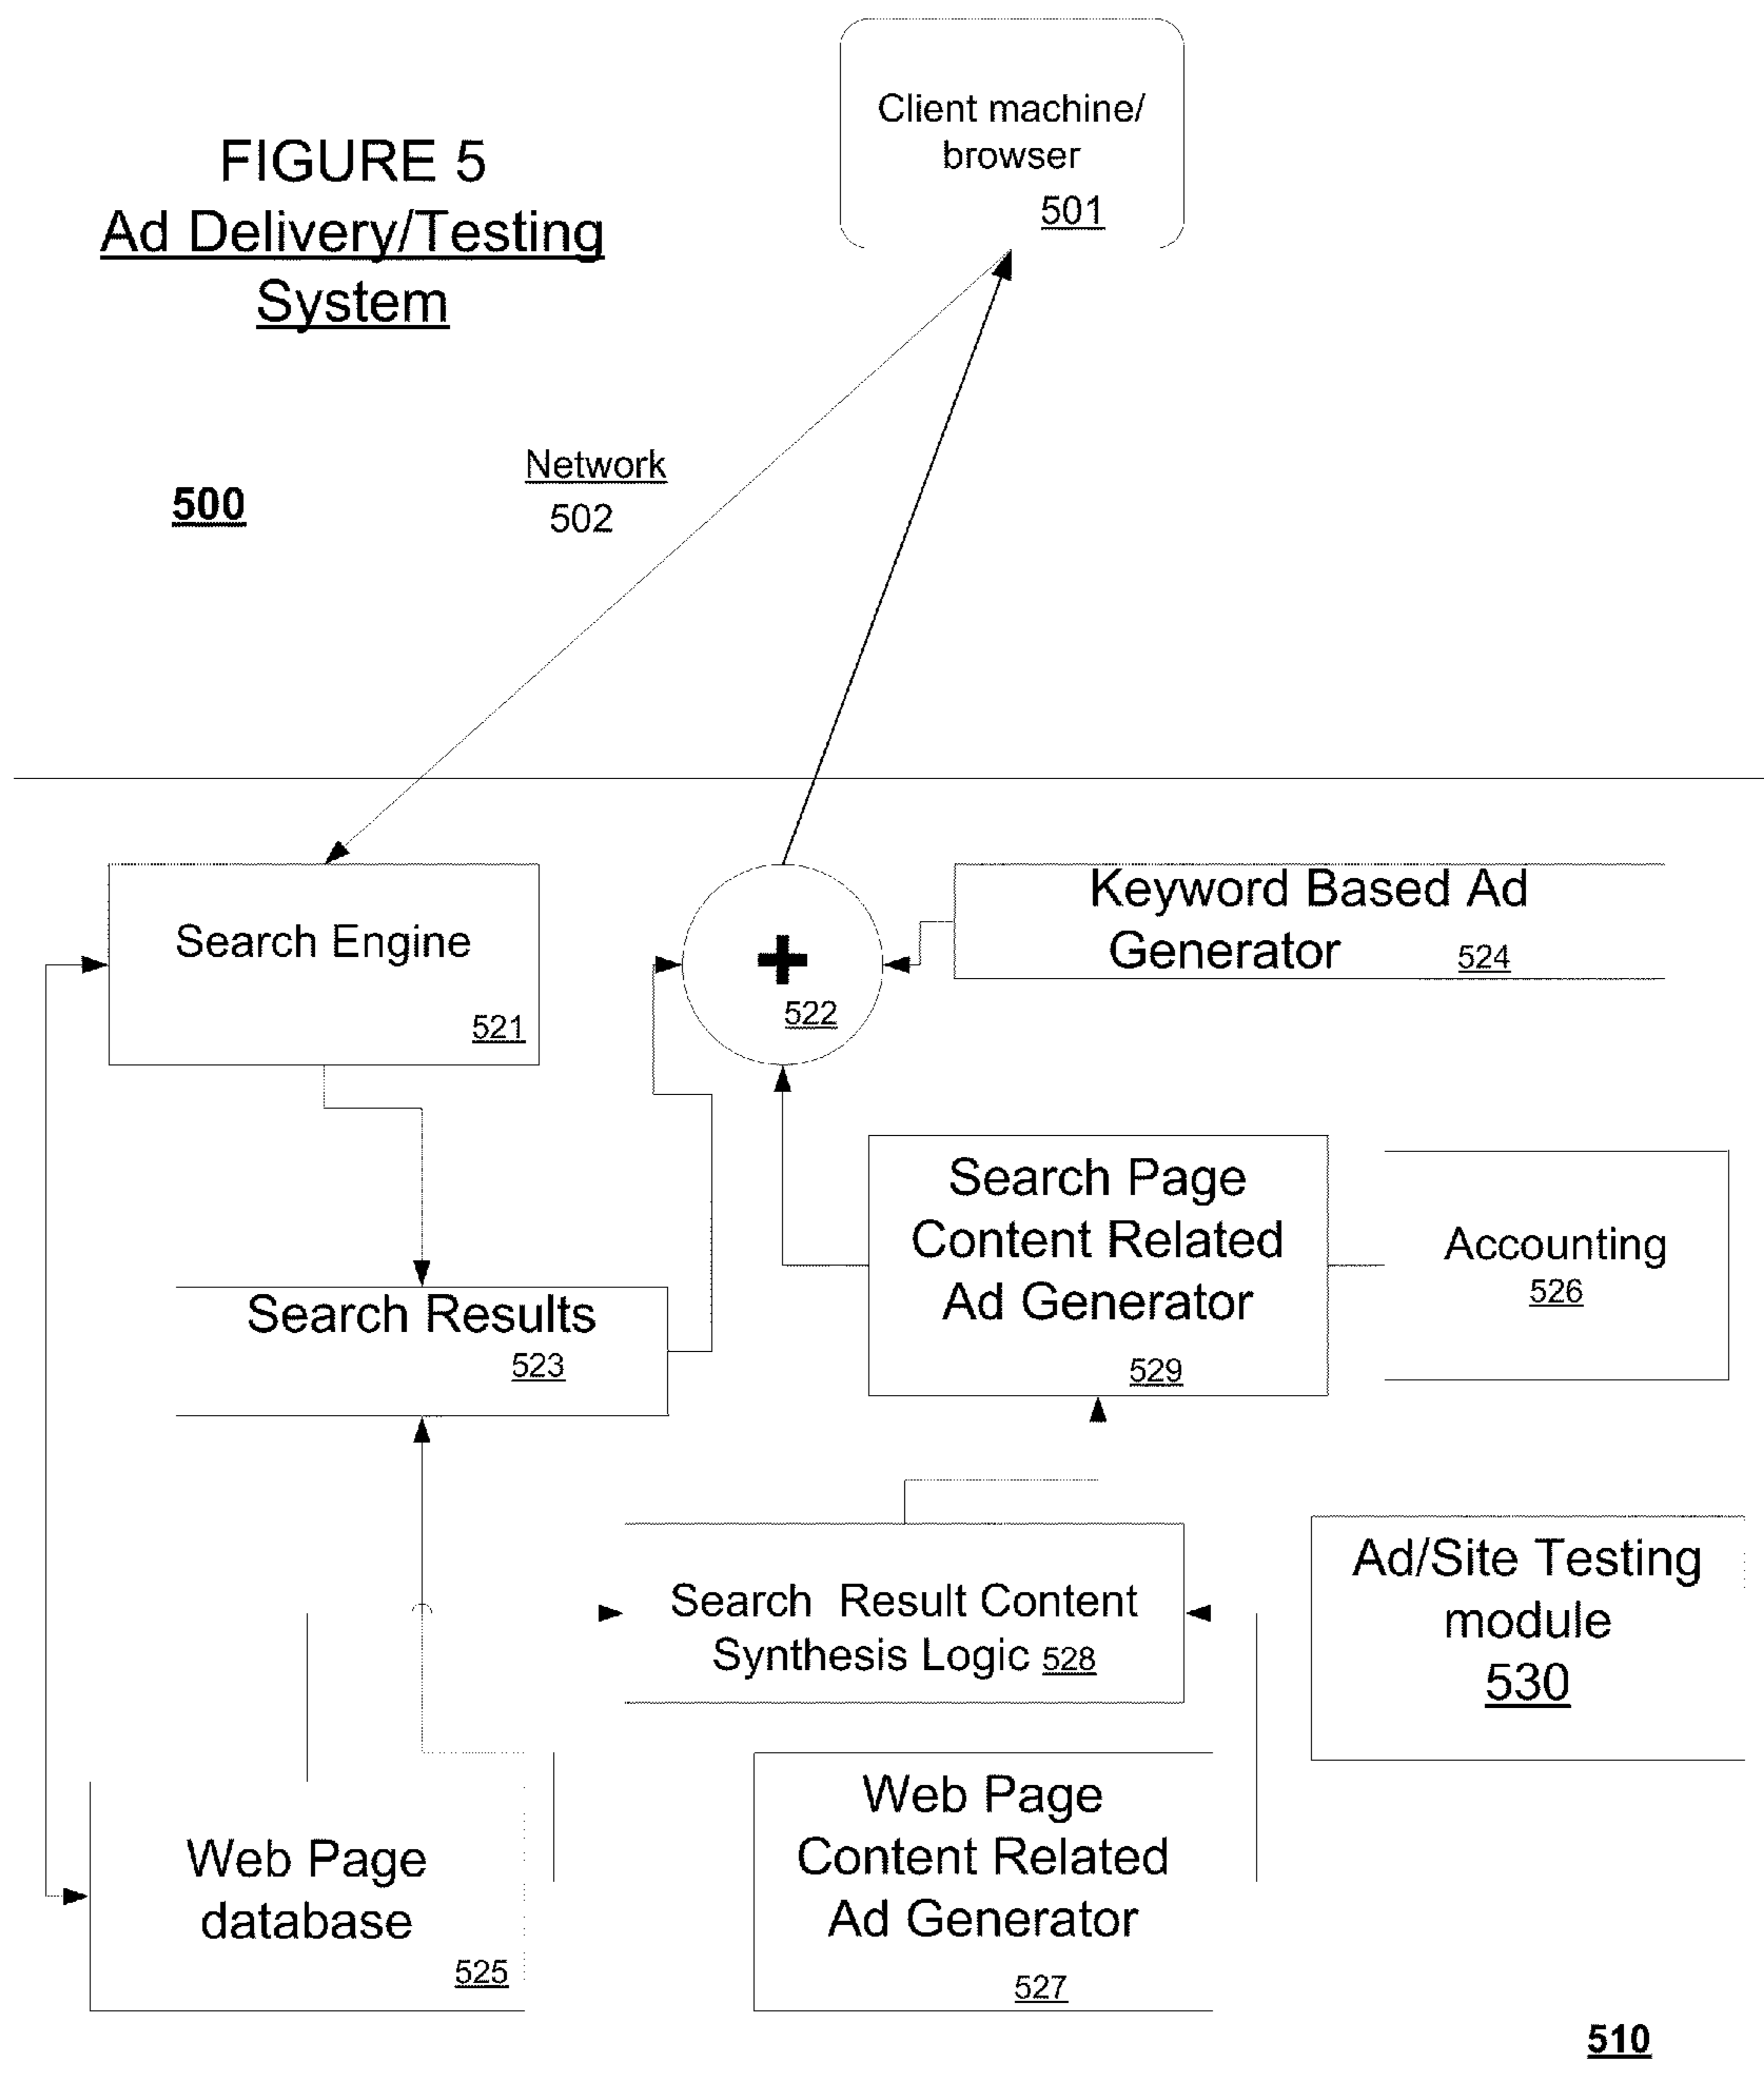 FIGURE 5
Ad Delivery/Testing
System
Client machine/
browser
501
Network
502
500
Search Engine
521
+
522
Keyword Based Ad
Generator 524
Search Results
523
Search Page
Content Related
Ad Generator
529
Accounting
526
Search Result Content
Synthesis Logic 528
Ad/Site Testing
module
530
Web Page
database
525
Web Page
Content Related
Ad Generator
527
510